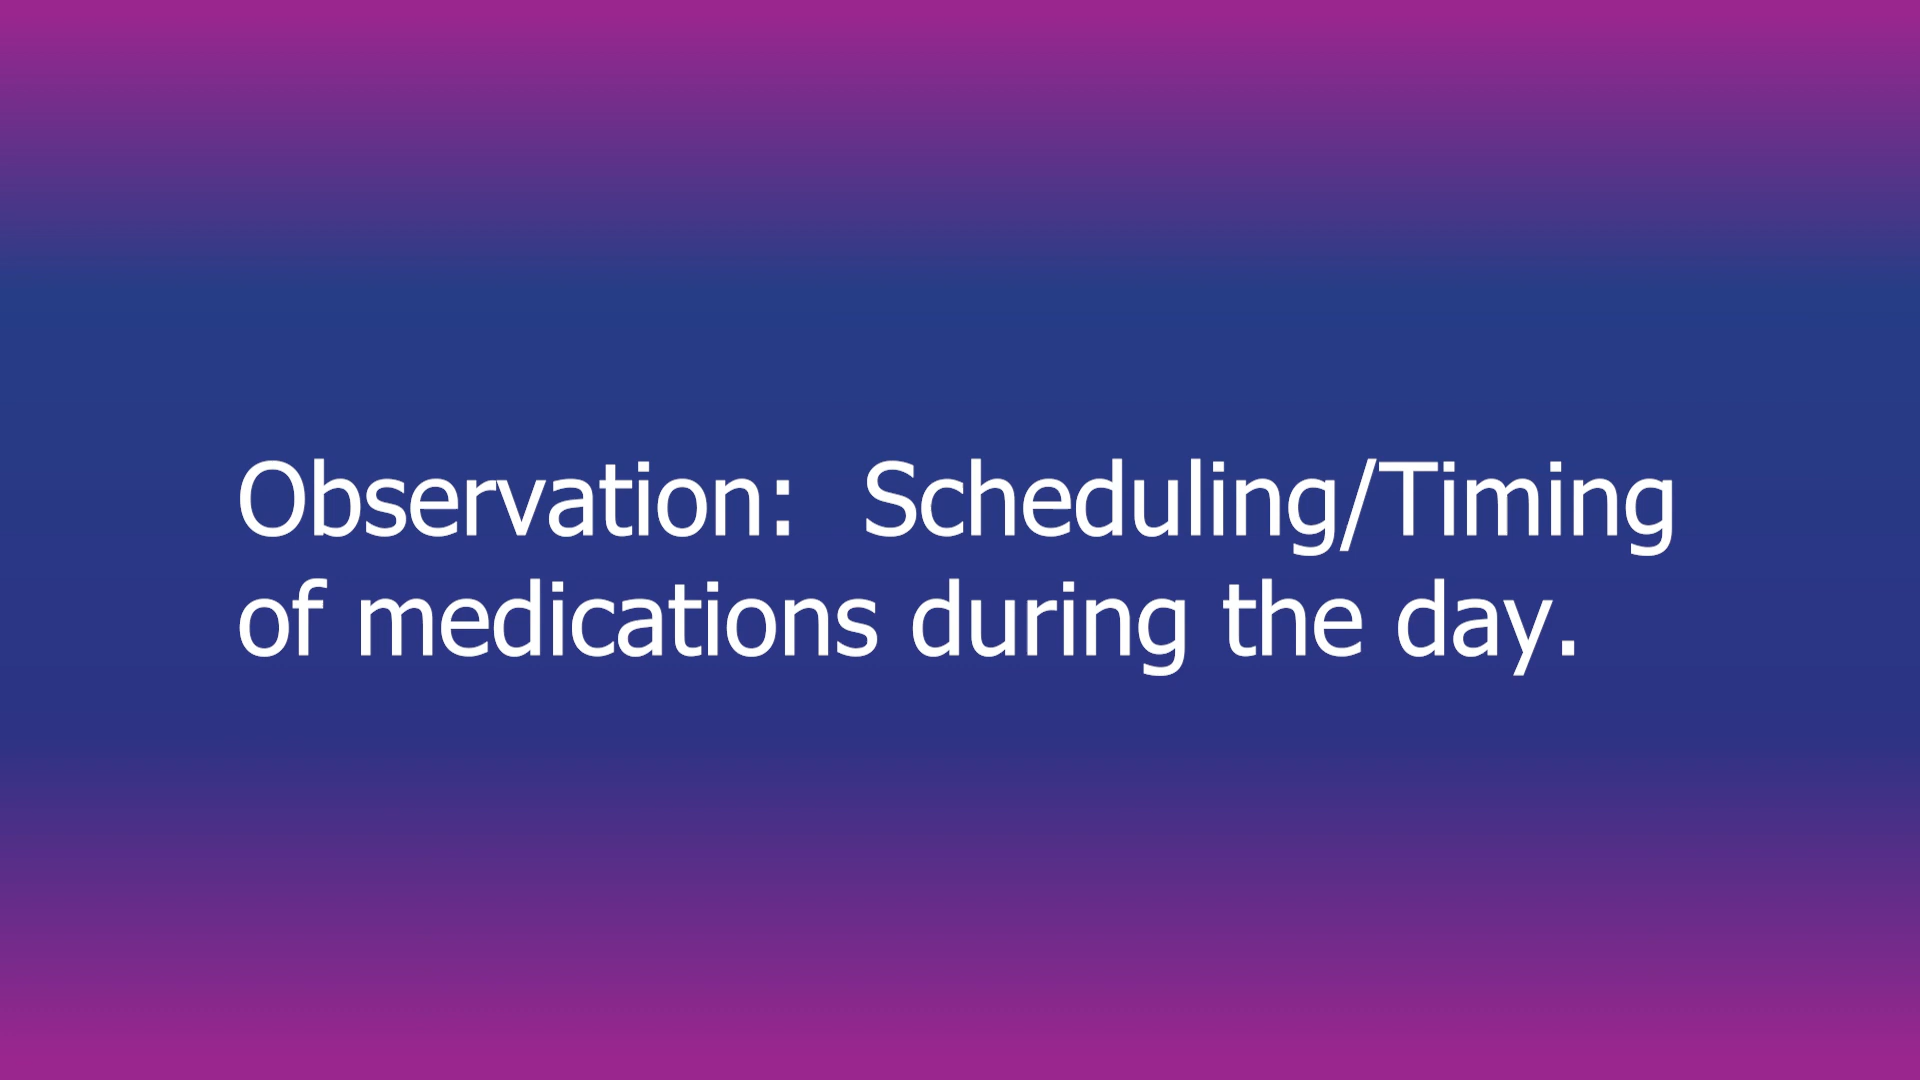 Observation:  Scheduling/Timing
of medications during the day.